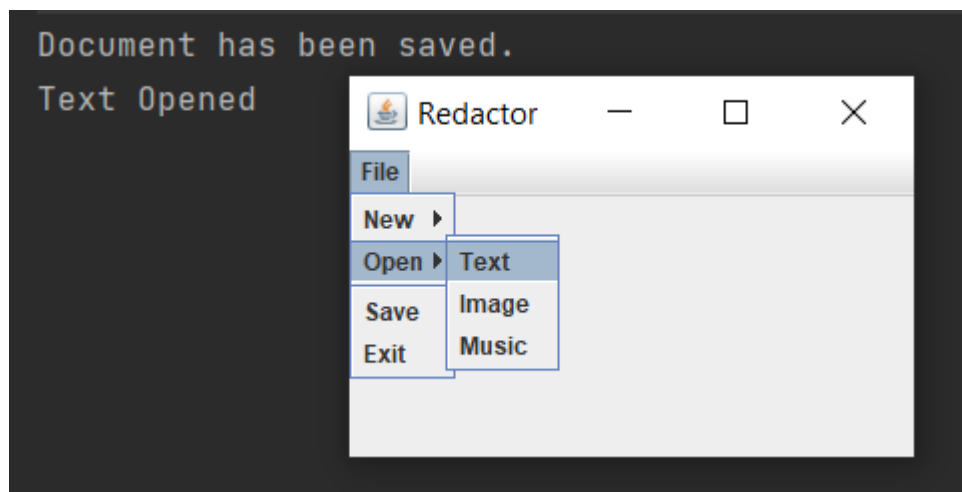 Document has been saved.
Text Opened
Redactor
File
New
Open
Save
Exit
Text
Image
Music